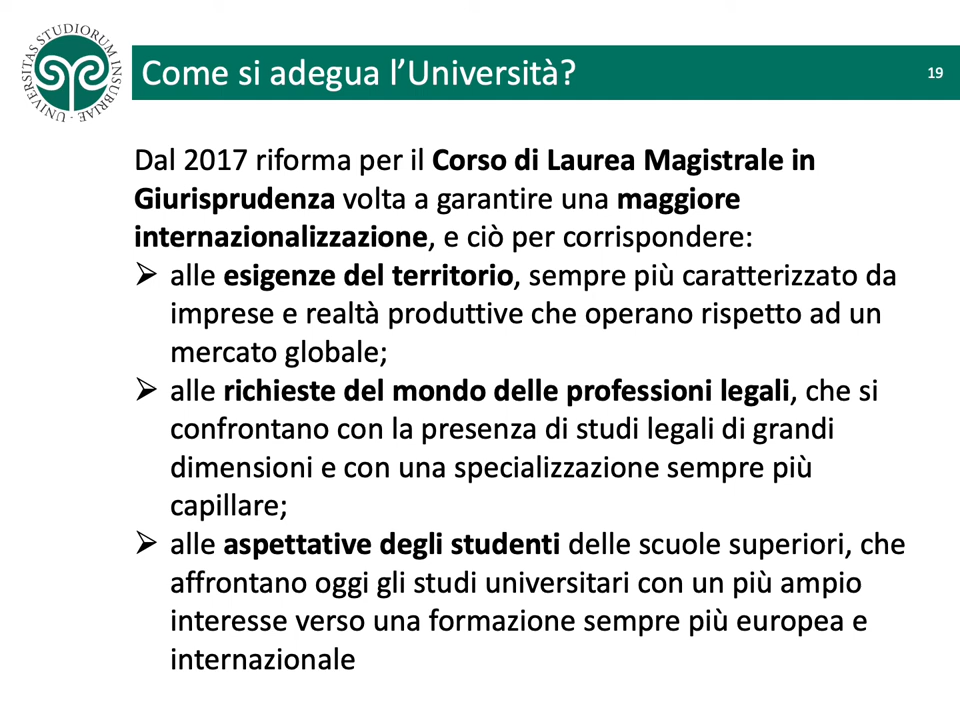 UNIVERSITAS STUDIORUM INSUBRIAE
Come si adegua l’Università?
19
Dal 2017 riforma per il Corso di Laurea Magistrale in
Giurisprudenza volta a garantire una maggiore
internazionalizzazione, e ciò per corrispondere:
➢ alle esigenze del territorio, sempre più caratterizzato da
imprese e realtà produttive che operano rispetto ad un
mercato globale;
➢ alle richieste del mondo delle professioni legali, che si
confrontano con la presenza di studi legali di grandi
dimensioni e con una specializzazione sempre più
capillare;
➢ alle aspettative degli studenti delle scuole superiori, che
affrontano oggi gli studi universitari con un più ampio
interesse verso una formazione sempre più europea e
internazionale